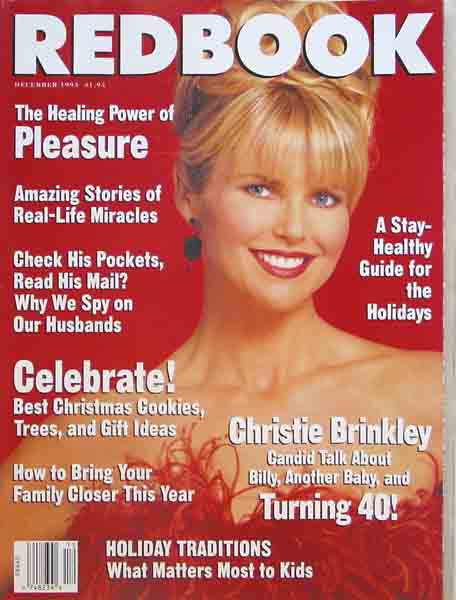 REDBOOK
DECEMBER 1993 $1.95
The Healing Power of
Pleasure
Amazing Stories of
Real-Life Miracles
A Stay-
Healthy
Guide for
the
Holidays
Check His Pockets,
Read His Mail?
Why We Spy on
Our Husbands
Celebrate!
Best Christmas Cookies,
Trees, and Gift Ideas
Christie Brinkley
Candid Talk About
Billy, Another Baby, and
Turning 40!
How to Bring Your
Family Closer This Year
HOLIDAY TRADITIONS
What Matters Most to Kids